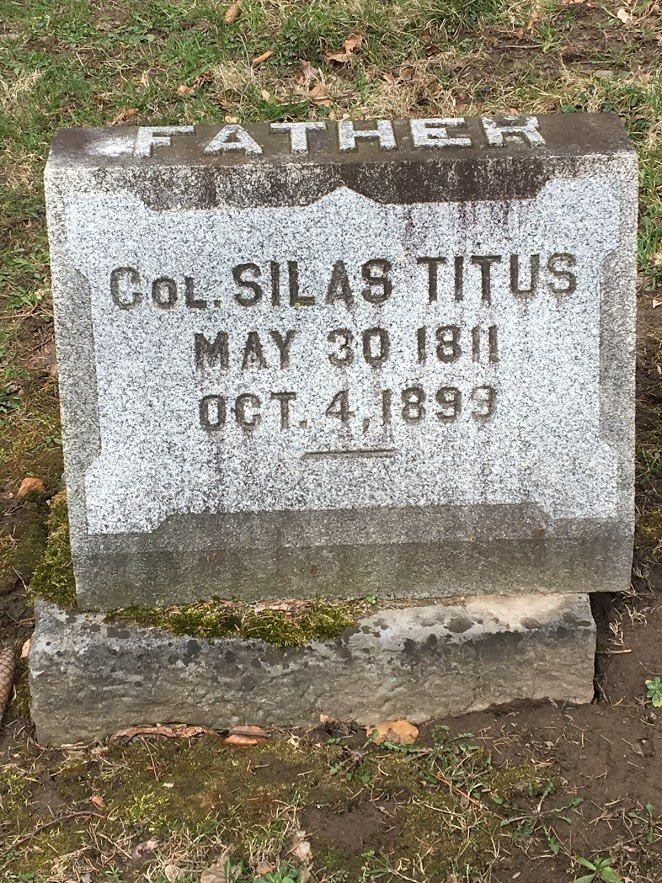 FATHER
COL. SILAS TITUS
MAY 30 1811
OCT. 4, 1899